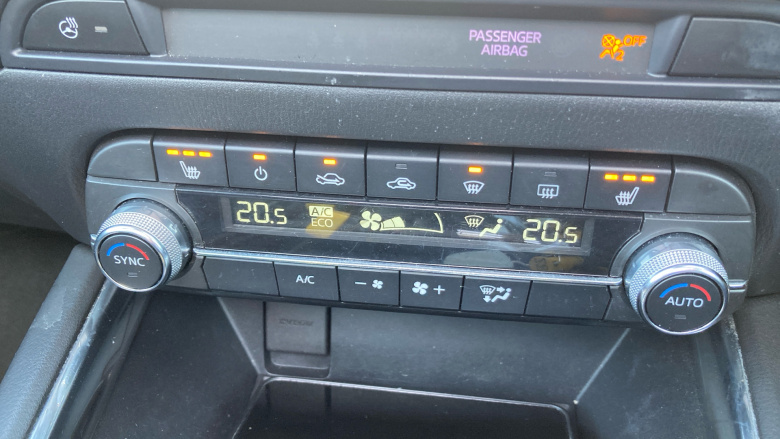 PASSENGER
AIRBAG
OFF
20.5
A/C
ECO
20.5
SYNC
A/C
- +
AUTO